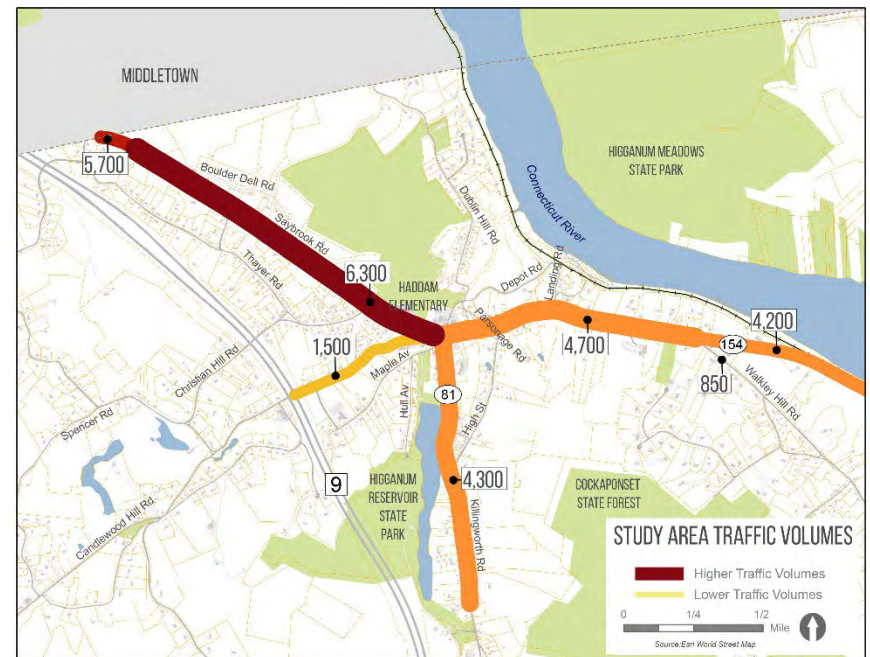 MIDDLETOWN
5,700
Boulder Dell Rd
Saybrook Rd
Thayer Rd
6,300
HADDAM
ELEMENTARY
Dublin Hill Rd
Connecticut River
HIGGANUM MEADOWS
STATE PARK
Depot Rd
Landing Rd
Parsonage Rd
4,700
4,200
154
850
Walkley Hill Rd
1,500
Maple Av
Christian Hill Rd
Spencer Rd
Candlewood Hill Rd
Hull Av
81
High St
4,300
Killingworth Rd
9
HIGGANUM
RESERVOIR
STATE
PARK
COCKAPONSET
STATE FOREST
STUDY AREA TRAFFIC VOLUMES
Higher Traffic Volumes
Lower Traffic Volumes
0 1/4 1/2
Mile
Source:Esri World Street Map